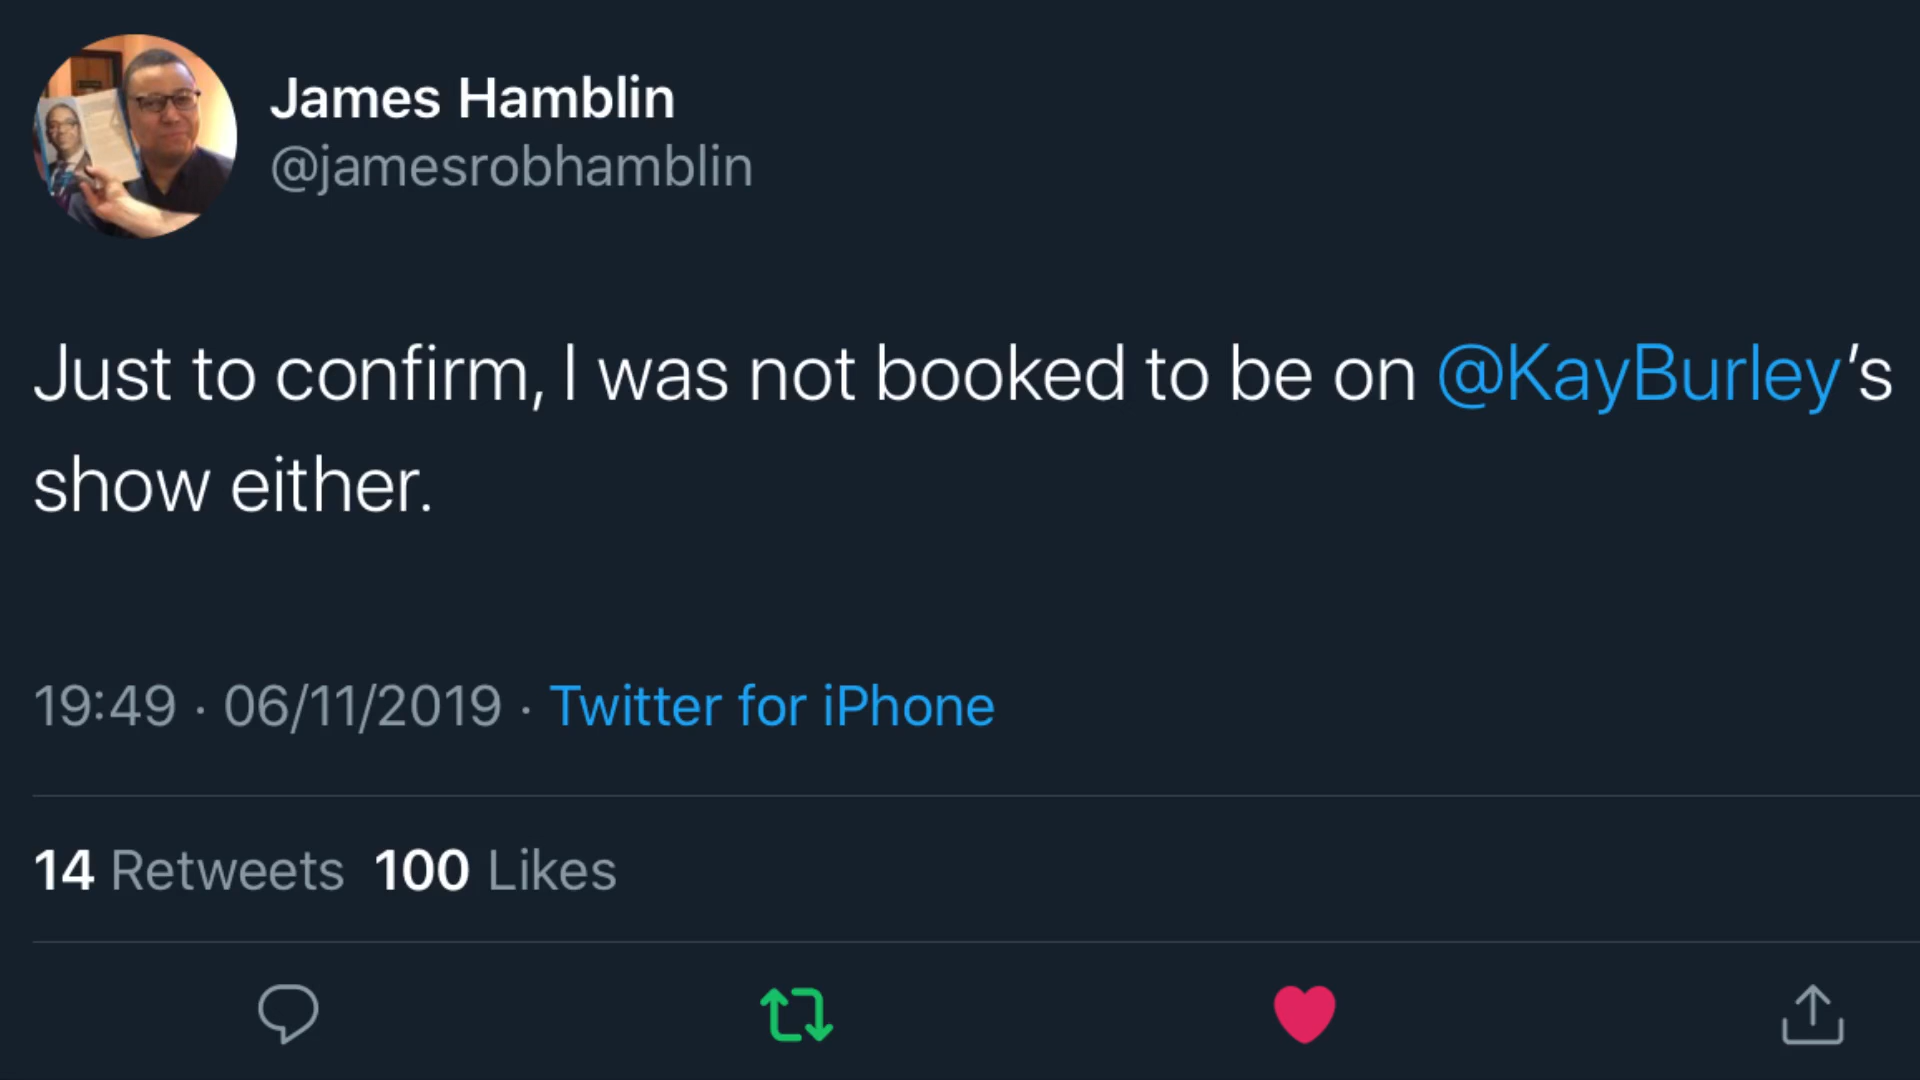 James Hamblin
@jamesrobhamblin
Just to confirm, I was not booked to be on @KayBurley’s
show either.
19:49 · 06/11/2019 · Twitter for iPhone
14 Retweets 100 Likes